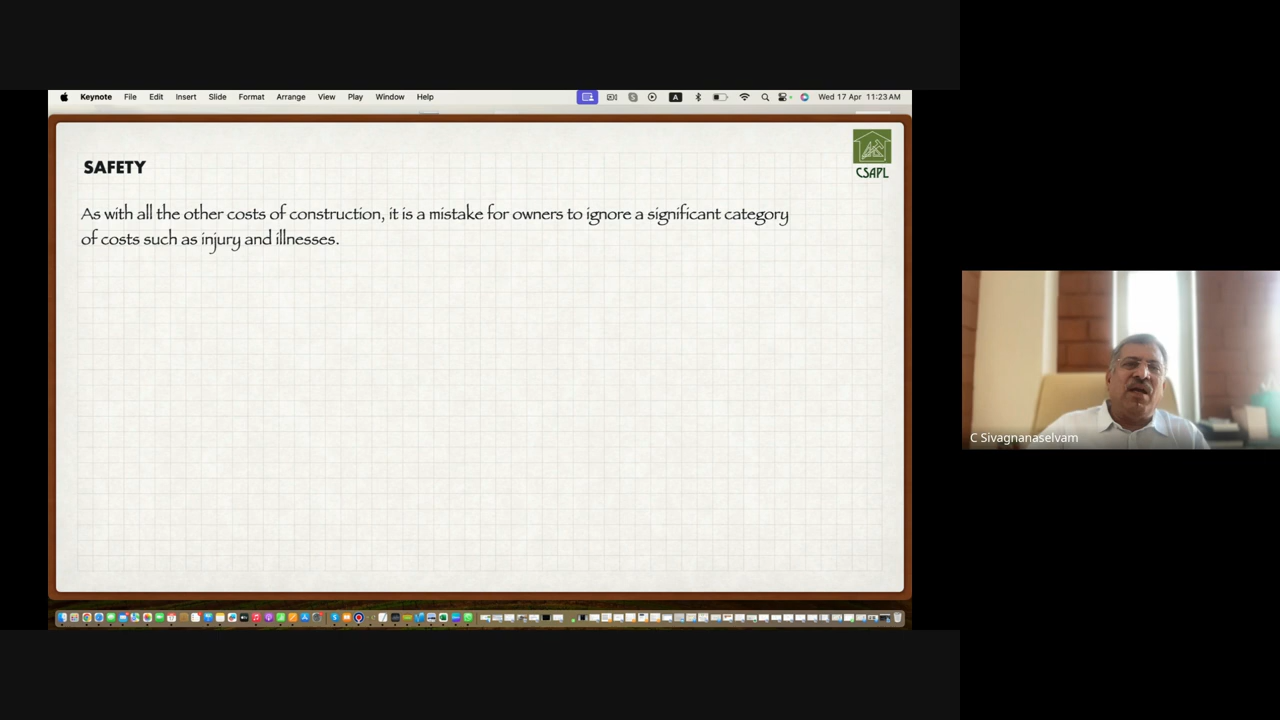 Keynote File Edit Insert Slide Format Arrange View Play Window Help A Wed 17 Apr 11:23 AM
SAFETY
CSAPL
As with all the other costs of construction, it is a mistake for owners to ignore a significant category
of costs such as injury and illnesses.
C Sivagnanaselvam